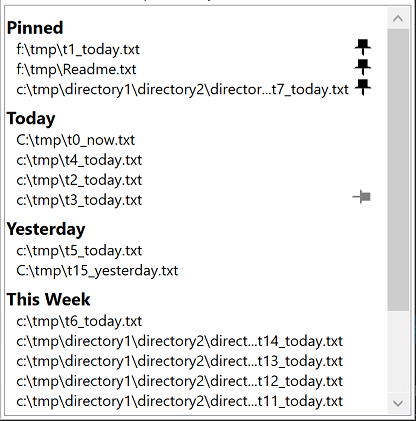 Pinned
f:\tmp\t1_today.txt
f:\tmp\Readme.txt
c:\tmp\directory1\directory2\director...t7_today.txt
Today
C:\tmp\t0_now.txt
c:\tmp\t4_today.txt
c:\tmp\t2_today.txt
c:\tmp\t3_today.txt
Yesterday
c:\tmp\t5_today.txt
C:\tmp\t15_yesterday.txt
This Week
c:\tmp\t6_today.txt
c:\tmp\directory1\directory2\direct...t14_today.txt
c:\tmp\directory1\directory2\direct...t13_today.txt
c:\tmp\directory1\directory2\direct...t12_today.txt
c:\tmp\directory1\directory2\direct...t11_today.txt